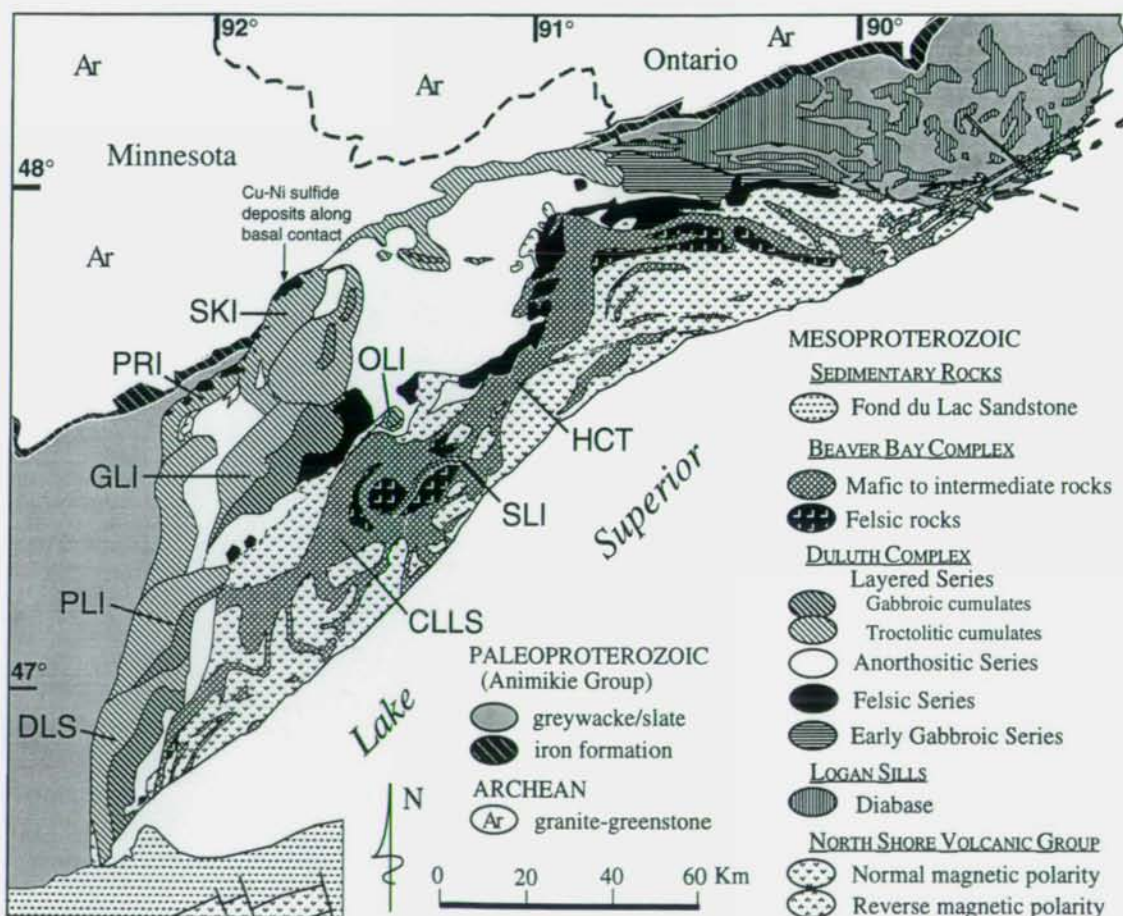 92°
91°
90°
Ar
Ar
Ontario
Ar
Ar
Minnesota
48°
Cu-Ni sulfide
deposits along
basal contact
Ar
SKI
PRI
OLI
HCT
GLI
SLI
PLI
CLLS
47°
DLS
Lake Superior
N
0 20 40 60 Km
PALEOPROTEROZOIC
(Animikie Group)
greywacke/slate
iron formation
ARCHEAN
Ar granite-greenstone
MESOPROTEROZOIC
SEDIMENTARY ROCKS
Fond du Lac Sandstone
BEAVER BAY COMPLEX
Mafic to intermediate rocks
Felsic rocks
DULUTH COMPLEX
Layered Series
Gabbroic cumulates
Troctolitic cumulates
Anorthositic Series
Felsic Series
Early Gabbroic Series
LOGAN SILLS
Diabase
NORTH SHORE VOLCANIC GROUP
Normal magnetic polarity
Reverse magnetic polarity